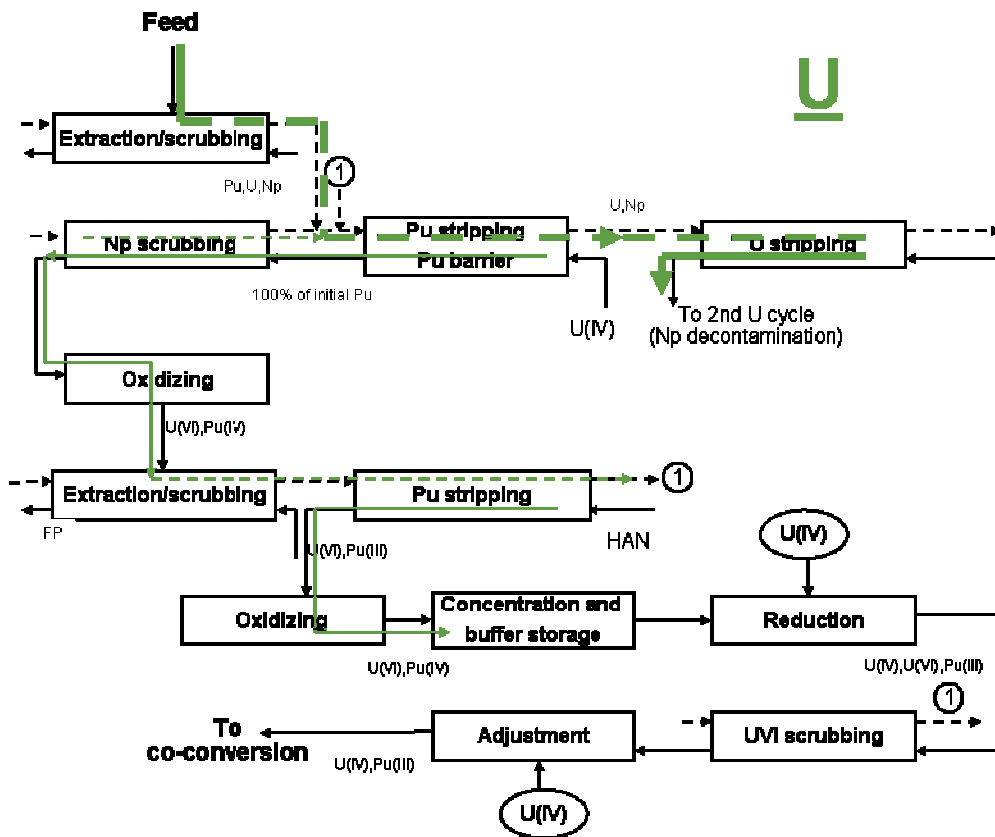 Feed
U
Extraction/scrubbing
Pu,U,Np
1
U,Np
Np scrubbing
Pu stripping
Pu barrier
U stripping
100% of initial Pu
U(IV)
To 2nd U cycle
(Np decontamination)
Oxidizing
U(VI),Pu(IV)
Extraction/scrubbing
Pu stripping
1
FP
U(VI),Pu(III)
HAN
U(IV)
Oxidizing
Concentration and
buffer storage
Reduction
U(VI),Pu(IV)
U(IV),U(VI),Pu(III)
1
To
co-conversion
Adjustment
UVI scrubbing
U(IV),Pu(III)
U(IV)